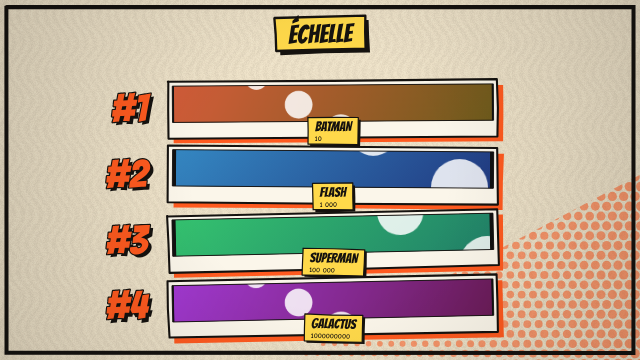 ÉCHELLE
#1
BATMAN
10
#2
FLASH
1 000
#3
SUPERMAN
100 000
#4
GALACTUS
1000000000